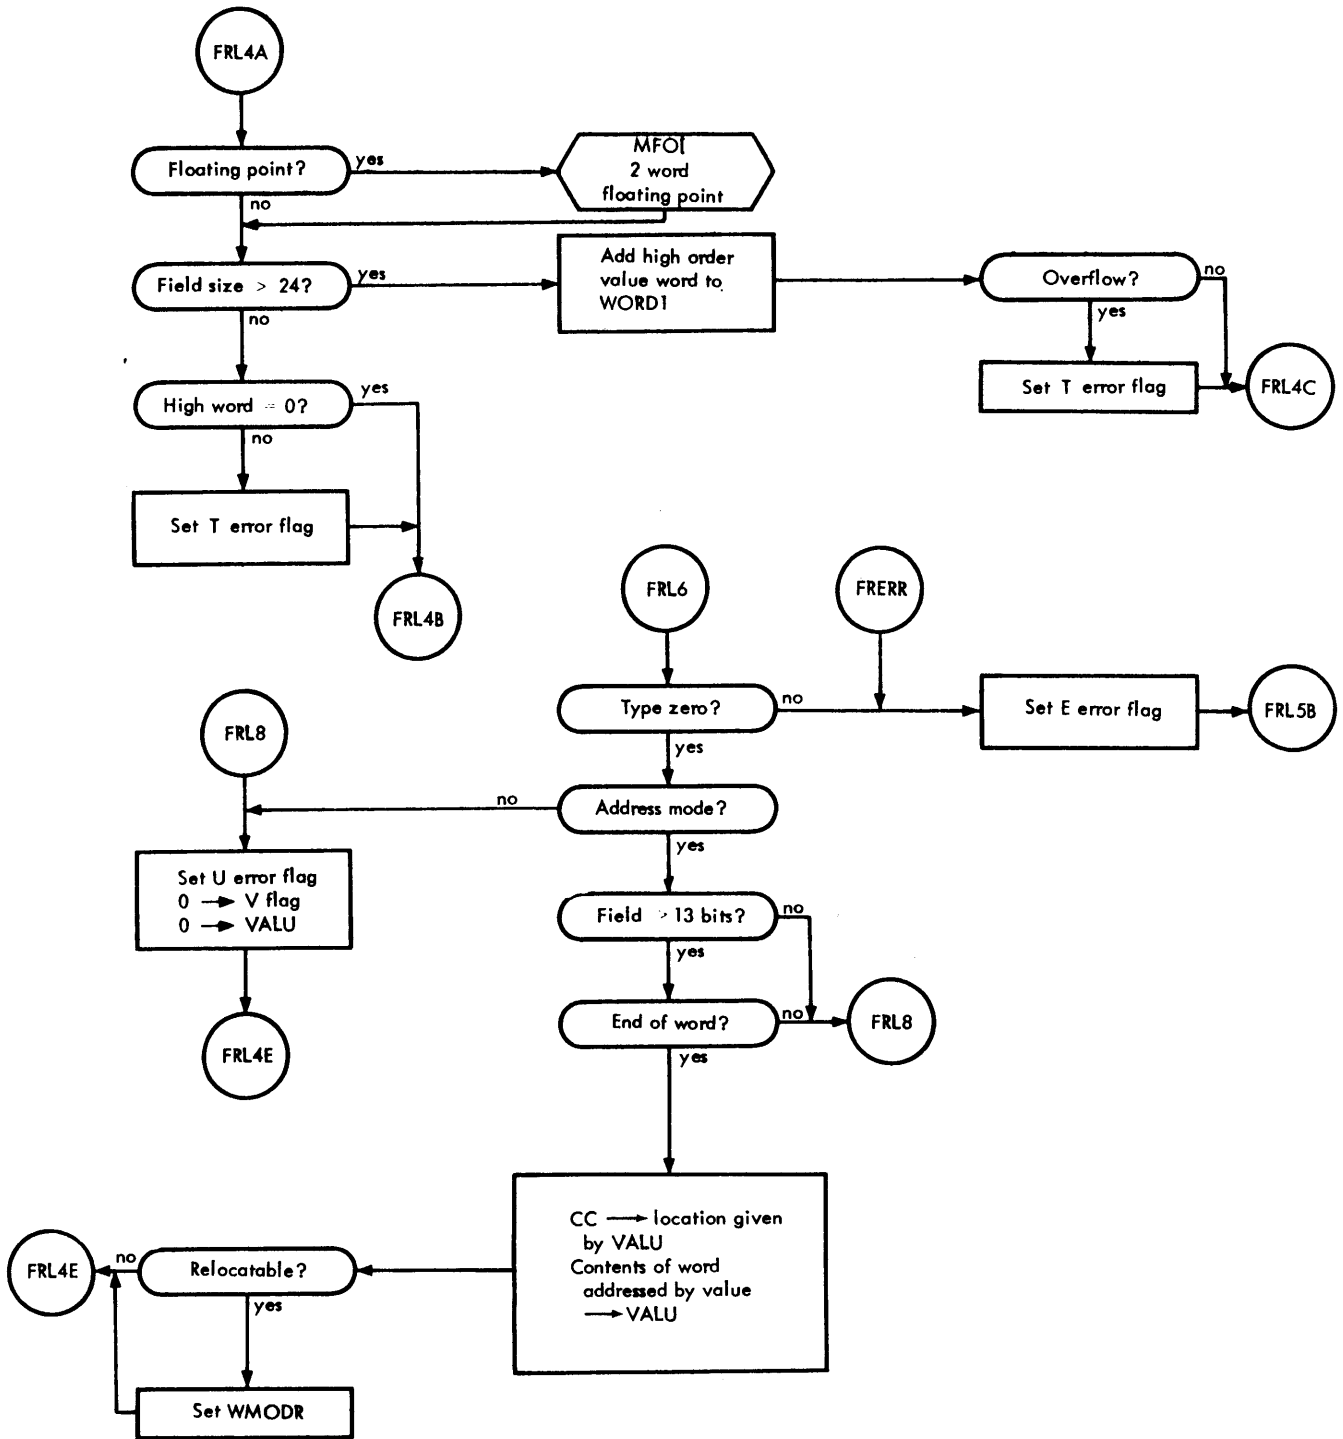 FRL4A
Floating point?
yes
no
MFO(
2 word
floating point
Field size > 24?
yes
no
Add high order
value word to
WORD1
Overflow?
no
yes
Set T error flag
FRL4C
High word = 0?
yes
no
Set T error flag
FRL4B
FRL6
FRERR
Type zero?
no
yes
Set E error flag
FRL5B
FRL8
Address mode?
no
yes
Set U error flag
0 → V flag
0 → VALU
FRL4E
Field > 13 bits?
no
yes
End of word?
no
yes
FRL8
CC → location given
by VALU
Contents of word
addressed by value
→ VALU
Relocatable?
no
yes
FRL4E
Set WMODR